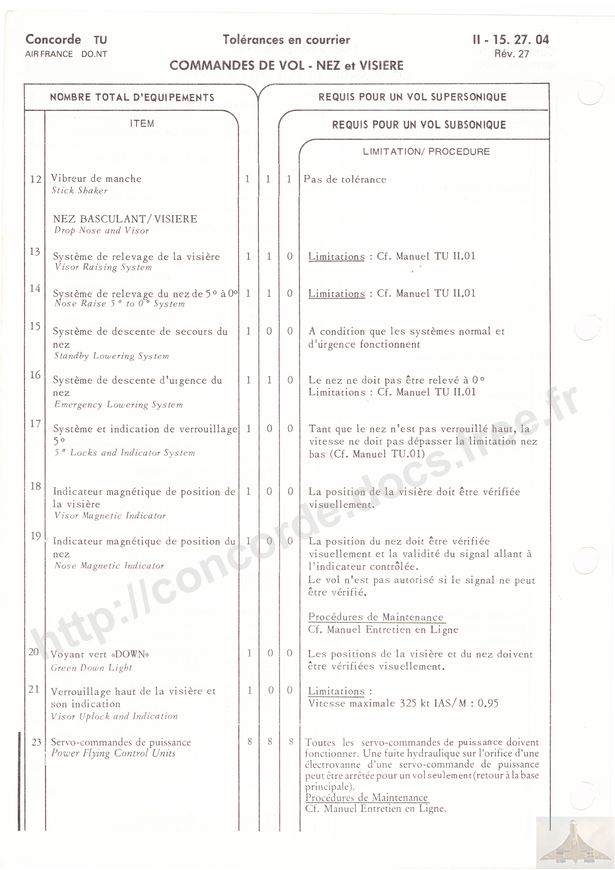 Concorde TU
AIR FRANCE DO.NT
Tolérances en courrier
COMMANDES DE VOL - NEZ et VISIERE
II - 15. 27. 04
Rév. 27
NOMBRE TOTAL D'EQUIPEMENTS
REQUIS POUR UN VOL SUPERSONIQUE
ITEM
REQUIS POUR UN VOL SUBSONIQUE
LIMITATION/ PROCEDURE
12 Vibreur de manche 1 1 1 Pas de tolérance
Stick Shaker
NEZ BASCULANT/VISIERE
Drop Nose and Visor
13 Système de relevage de la visière 1 1 0 Limitations : Cf. Manuel TU II.01
Visor Raising System
14 Système de relevage du nez de 5° à 0° 1 1 0 Limitations : Cf. Manuel TU II.01
Nose Raise 5° to 0° System
15 Système de descente de secours du 1 0 0 A condition que les systèmes normal et
nez d'urgence fonctionnent
Standby Lowering System
16 Système de descente d'urgence du 1 1 0 Le nez ne doit pas être relevé à 0°
nez Limitations : Cf. Manuel TU II.01
Emergency Lowering System
17 Système et indication de verrouillage 1 0 0 Tant que le nez n'est pas verrouillé haut, la
5° vitesse ne doit pas dépasser la limitation nez
5° Locks and Indicator System bas (Cf. Manuel TU.01)
18 Indicateur magnétique de position de 1 0 0 La position de la visière doit être vérifiée
la visière visuellement.
Visor Magnetic Indicator
19 Indicateur magnétique de position du 1 0 0 La position du nez doit être vérifiée
nez visuellement et la validité du signal allant à
Nose Magnetic Indicator l'indicateur contrôlée.
Le vol n'est pas autorisé si le signal ne peut
être vérifié.
Procédures de Maintenance
Cf. Manuel Entretien en Ligne
20 Voyant vert «DOWN» 1 0 0 Les positions de la visière et du nez doivent
Green Down Light être vérifiées visuellement.
21 Verrouillage haut de la visière et 1 0 0 Limitations :
son indication Vitesse maximale 325 kt IAS/M : 0.95
Visor Uplock and Indication
23 Servo-commandes de puissance 8 8 8 Toutes les servo-commandes de puissance doivent
Power Flying Control Units fonctionner. Une fuite hydraulique sur l'orifice d'une
électrovanne d'une servo-commande de puissance
peut être arrêtée pour un vol seulement (retour à la base
principale).
Procédures de Maintenance
Cf. Manuel Entretien en Ligne.
http://concorde.docs.free.fr